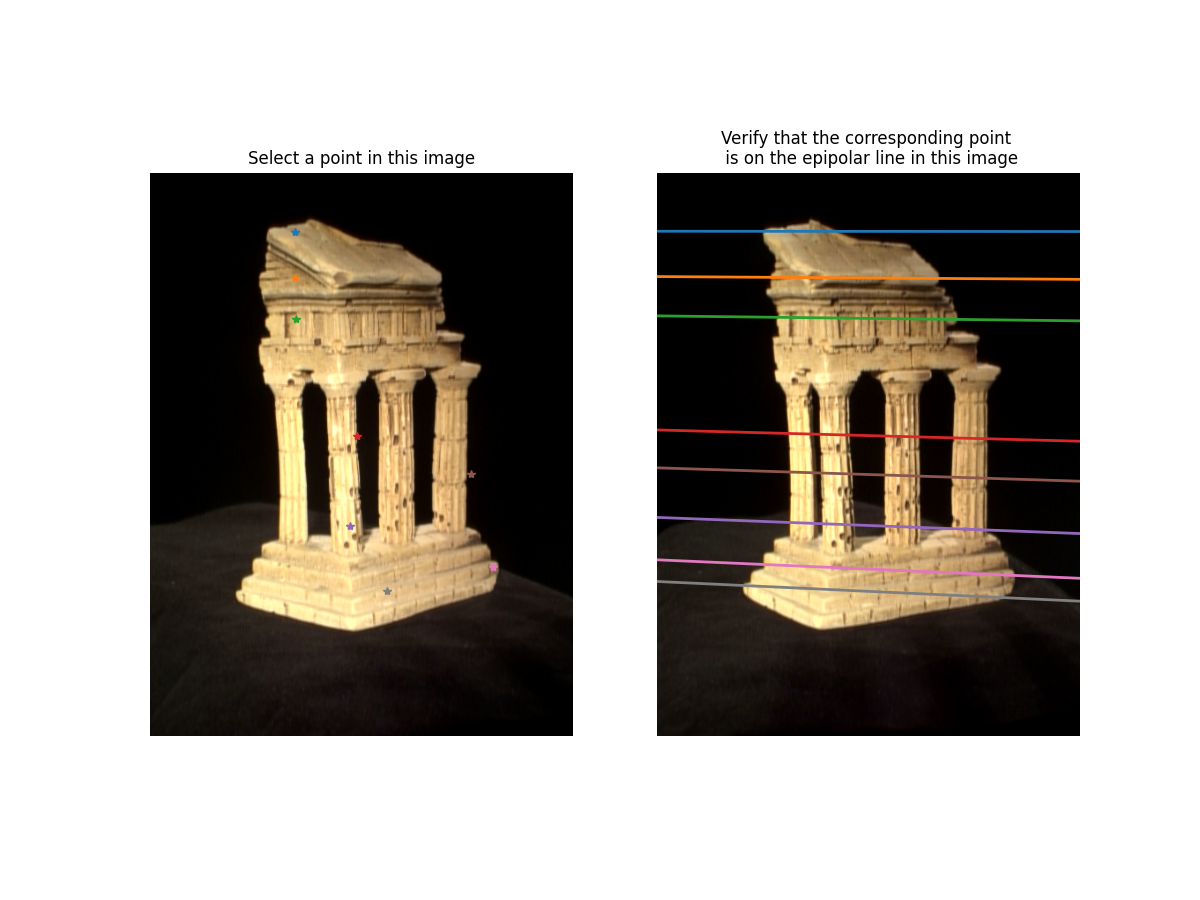 Select a point in this image
Verify that the corresponding point
is on the epipolar line in this image